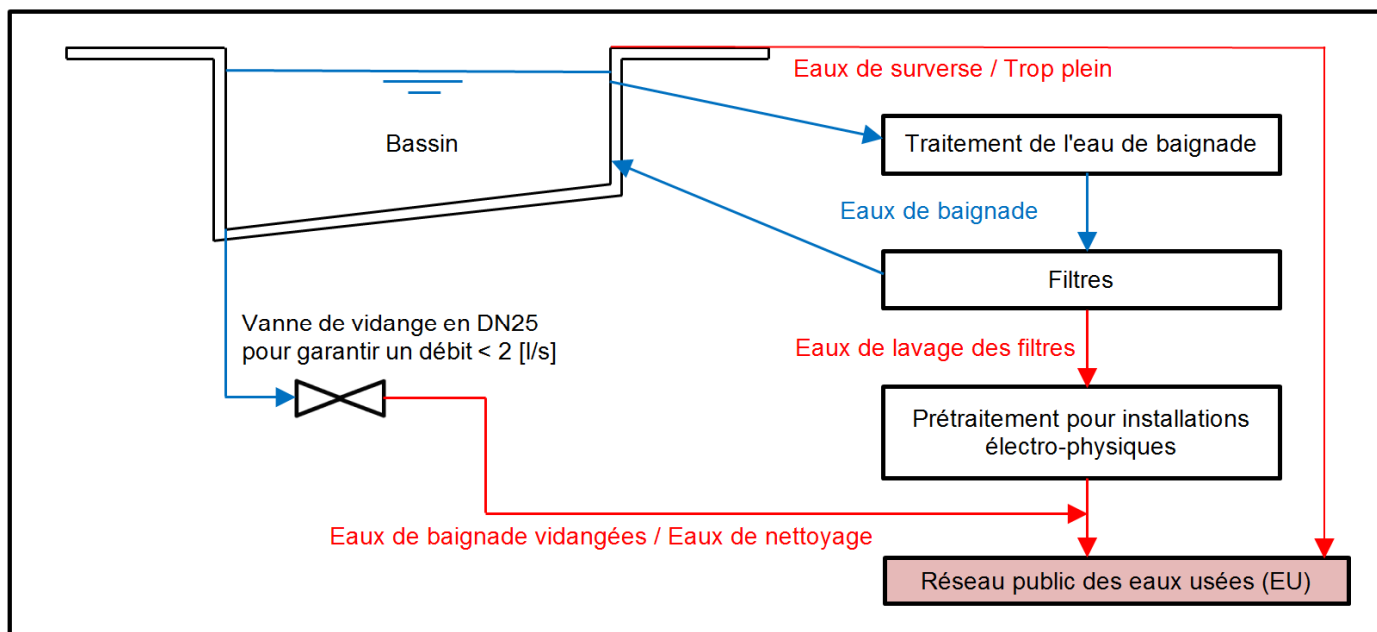 Eaux de surverse / Trop plein
Bassin
Traitement de l'eau de baignade
Eaux de baignade
Filtres
Vanne de vidange en DN25
pour garantir un débit < 2 [l/s]
Eaux de lavage des filtres
Prétraitement pour installations
électro-physiques
Eaux de baignade vidangées / Eaux de nettoyage
Réseau public des eaux usées (EU)